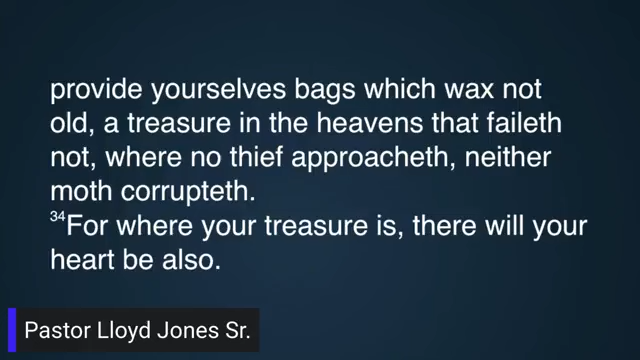 provide yourselves bags which wax not
old, a treasure in the heavens that faileth
not, where no thief approacheth, neither
moth corrupteth.
34For where your treasure is, there will your
heart be also.
Pastor Lloyd Jones Sr.